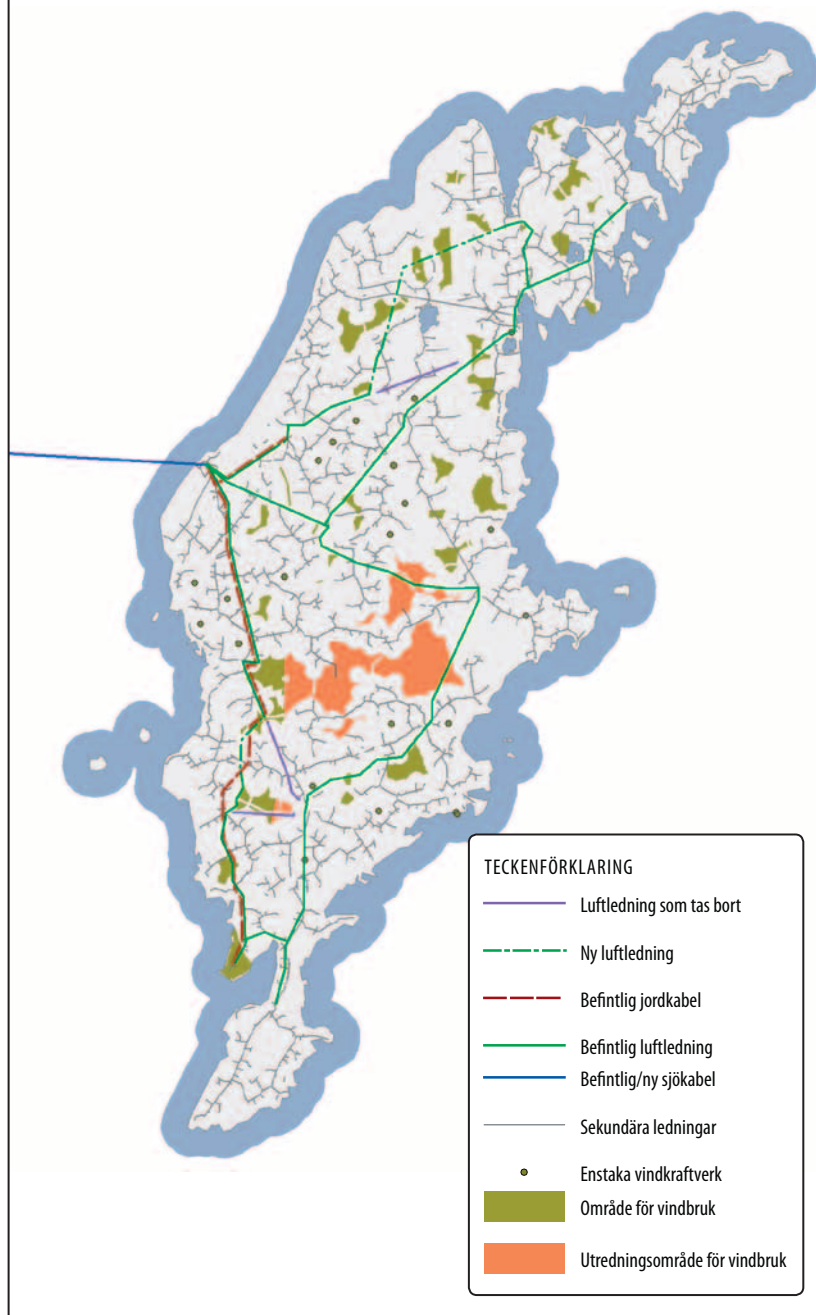 TECKENFÖRKLARING
Luftledning som tas bort
Ny luftledning
Befintlig jordkabel
Befintlig luftledning
Befintlig/ny sjökabel
Sekundära ledningar
Enstaka vindkraftverk
Område för vindbruk
Utredningsområde för vindbruk